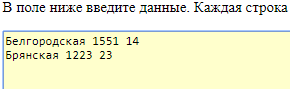 В поле ниже введите данные. Каждая строка
Белгородская 1551 14
Брянская 1223 23